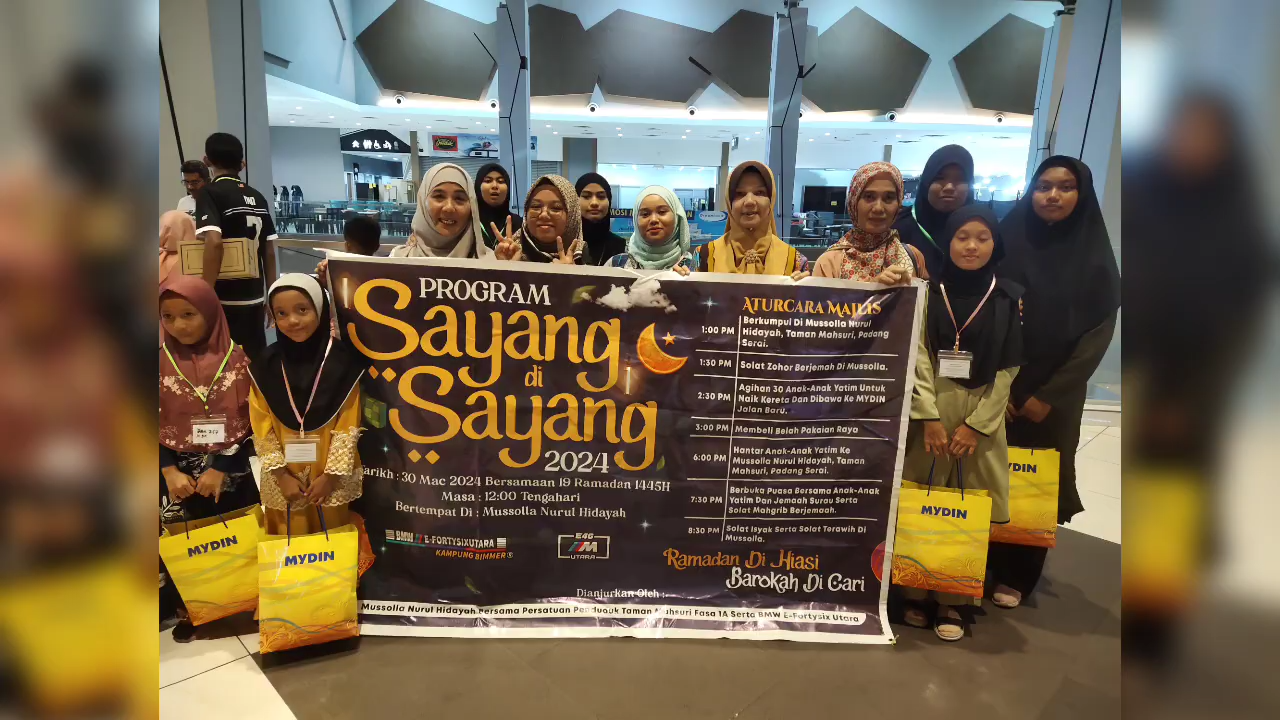 PROGRAM
Sayang
di
Sayang
2024
arikh : 30 Mac 2024 Bersamaan 19 Ramadan 1445H
Masa : 12:00 Tengahari
Bertempat Di : Mussolla Nurul Hidayah
BMW E-FORTYSIXUTARA
KAMPUNG BIMMER®
E46
M
UTARA
ATURCARA MAJLIS
1:00 PM Berkumpul Di Mussolla Nurul
Hidayah, Taman Mahsuri, Padang
Serai.
1:30 PM Solat Zohor Berjemah Di Mussolla.
2:30 PM Agihan 30 Anak-Anak Yatim Untuk
Naik Kereta Dan Dibawa Ke MYDIN
Jalan Baru.
3:00 PM Membeli Belah Pakaian Raya
6:00 PM Hantar Anak-Anak Yatim Ke
Mussolla Nurul Hidayah, Taman
Mahsuri, Padang Serai.
7:30 PM Berbuka Puasa Bersama Anak-Anak
Yatim Dan Jemaah Surau Serta
Solat Mahgrib Berjemaah.
8:30 PM Solat Isyak Serta Solat Terawih Di
Mussolla.
Ramadan Di Hiasi
Barokah Di Cari
Dianjurkan Oleh :
Mussolla Nurul Hidayah Bersama Persatuan Penduduk Taman Mahsuri Fasa 1A Serta BMW E-Fortysix Utara
MYDIN
MYDIN
MYDIN
MYDIN
7